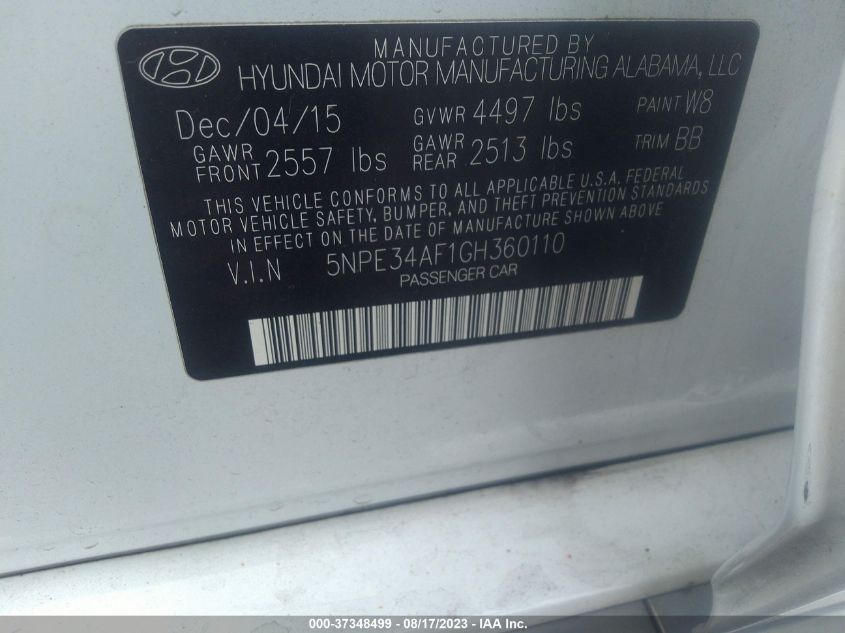 MANUFACTURED BY
HYUNDAI MOTOR MANUFACTURING ALABAMA, LLC
Dec/04/15 GVWR 4497 lbs PAINT W8
GAWR FRONT 2557 lbs GAWR REAR 2513 lbs TRIM BB
THIS VEHICLE CONFORMS TO ALL APPLICABLE U.S.A. FEDERAL
MOTOR VEHICLE SAFETY, BUMPER, AND THEFT PREVENTION STANDARDS
IN EFFECT ON THE DATE OF MANUFACTURE SHOWN ABOVE
V.I.N 5NPE34AF1GH360110
PASSENGER CAR
000-37348499 - 08/17/2023 - IAA Inc.